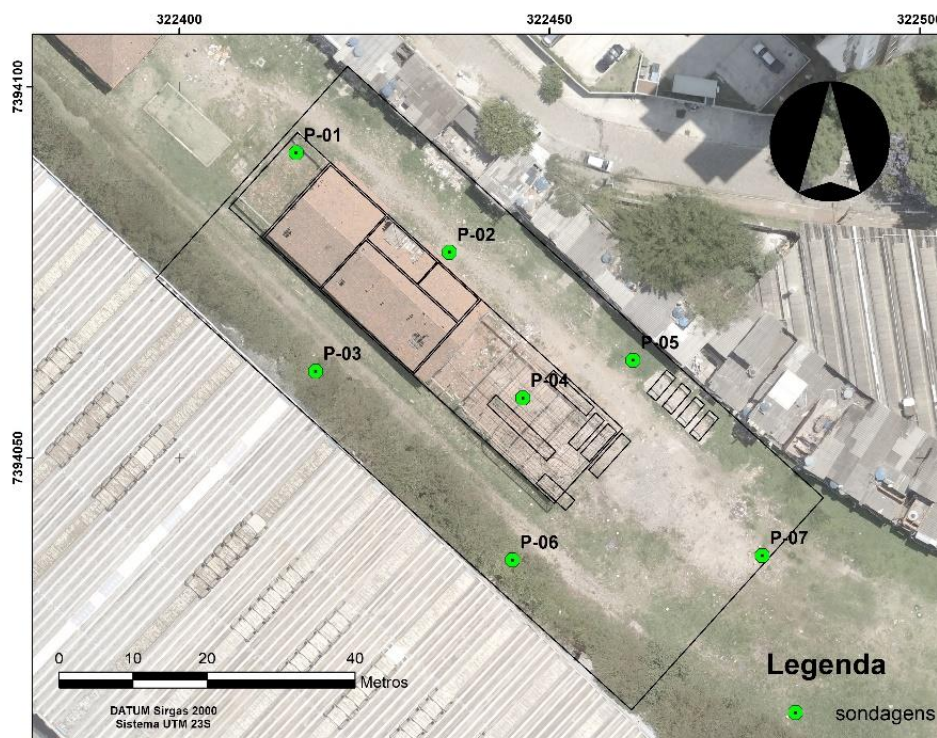 322400
322450
322500
7394100
P-01
P-02
P-05
P-03
P-04
7394050
P-06
P-07
0
10
20
40
Metros
Legenda
DATUM Sirgas 2000
Sistema UTM 23S
sondagens